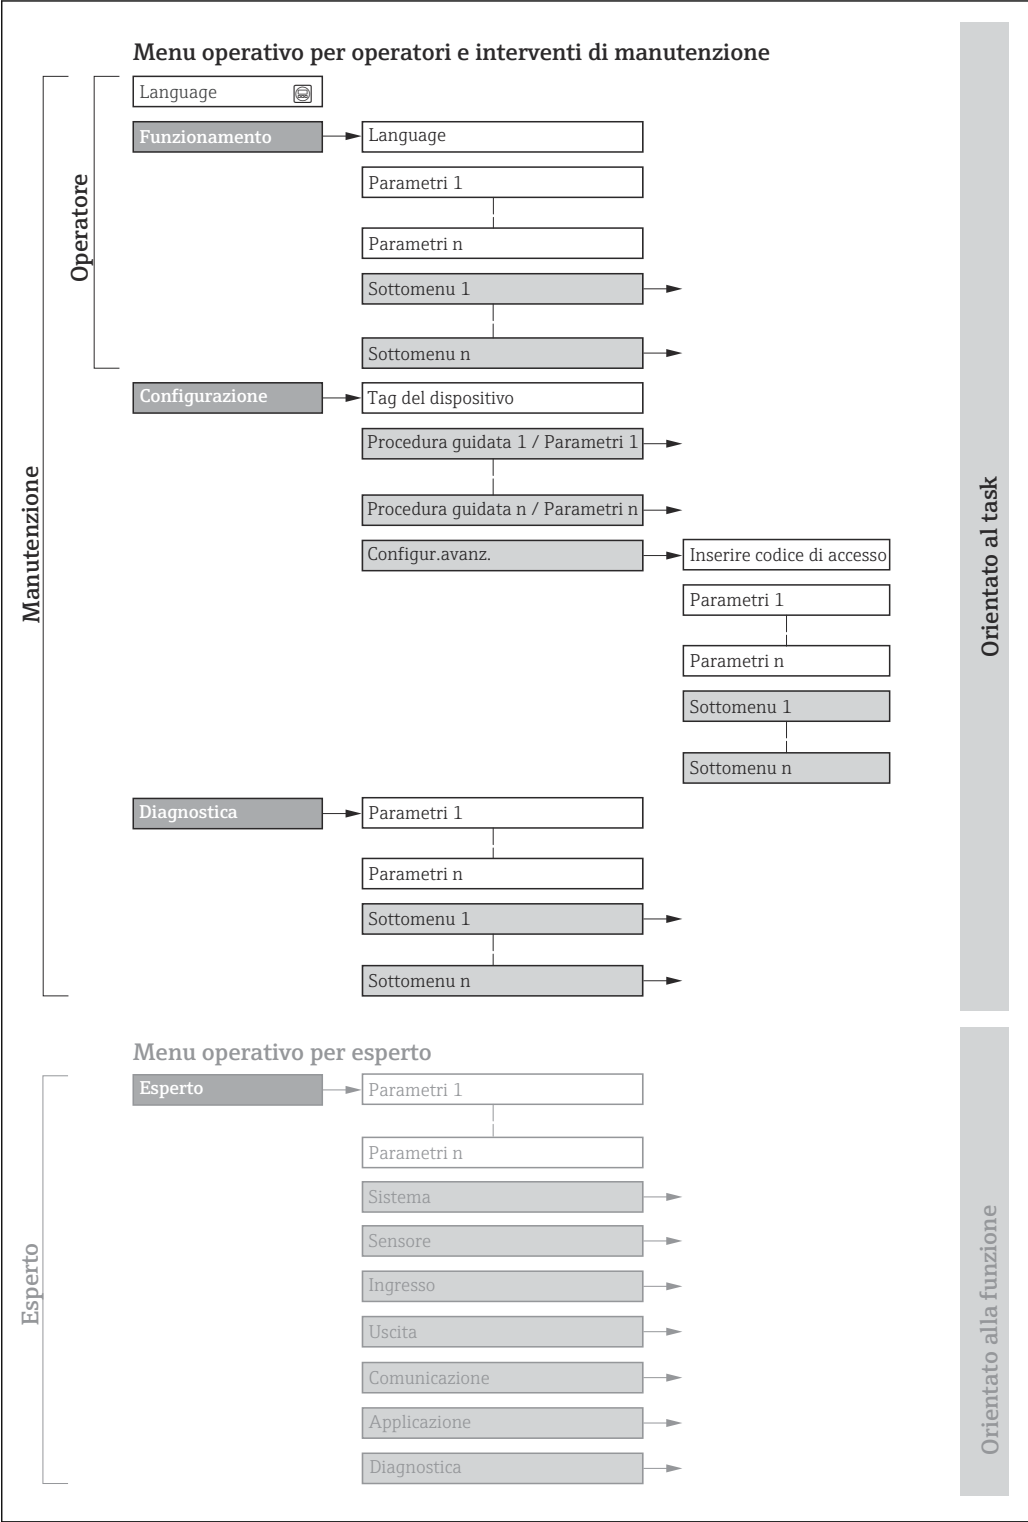 Menu operativo per operatori e interventi di manutenzione
Manutenzione
Operatore
Language
Funzionamento
Language
Parametri 1
Parametri n
Sottomenu 1
Sottomenu n
Configurazione
Tag del dispositivo
Procedura guidata 1 / Parametri 1
Procedura guidata n / Parametri n
Configur.avanz.
Inserire codice di accesso
Parametri 1
Parametri n
Sottomenu 1
Sottomenu n
Diagnostica
Parametri 1
Parametri n
Sottomenu 1
Sottomenu n
Orientato al task
Menu operativo per esperto
Esperto
Esperto
Parametri 1
Parametri n
Sistema
Sensore
Ingresso
Uscita
Comunicazione
Applicazione
Diagnostica
Orientato alla funzione